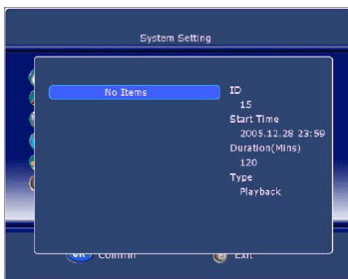 System Setting
No Items
ID
15
Start Time
2005.12.28 23:59
Duration(Mins)
120
Type
Playback
OK Confirm
Exit